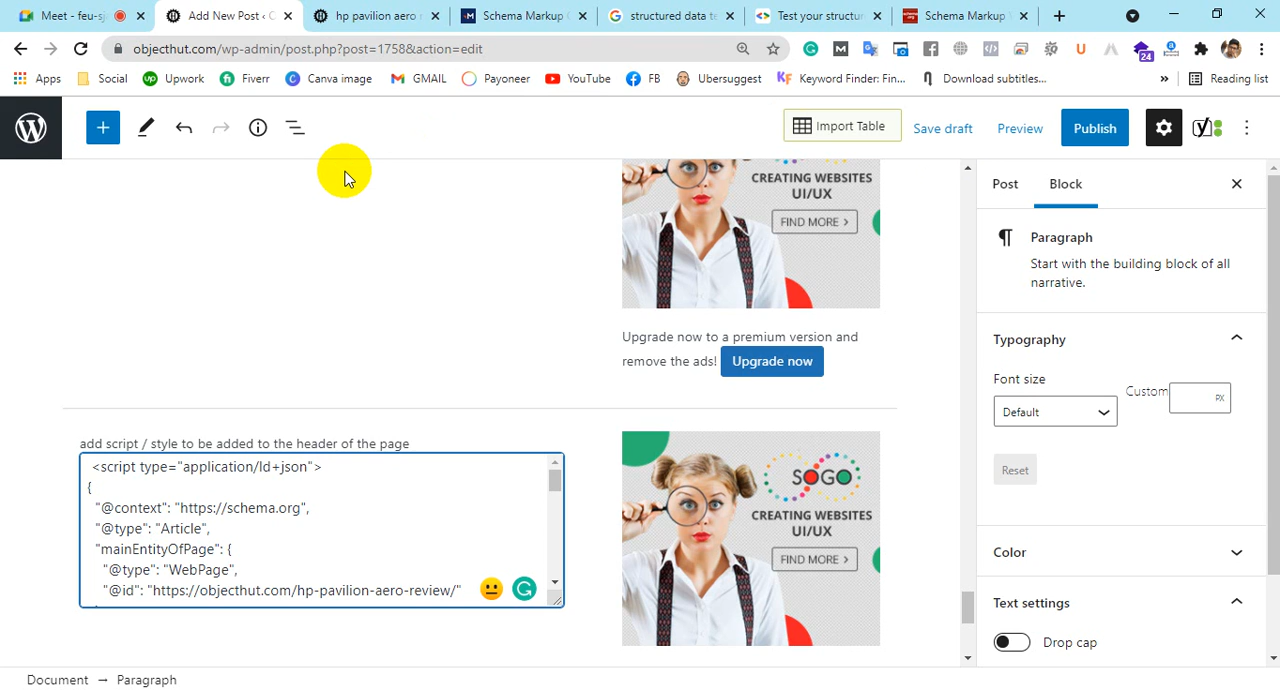 Meet - feu-sj
Add New Post ‹ C
hp pavilion aero r
Schema Markup G
structured data te
Test your structur
Schema Markup T
objecthut.com/wp-admin/post.php?post=1758&action=edit
24
Apps
Social
Upwork
Fiverr
Canva image
GMAIL
Payoneer
YouTube
FB
Ubersuggest
Keyword Finder: Fin...
Download subtitles...
»
Reading list
Import Table
Save draft
Preview
Publish
CREATING WEBSITES
UI/UX
FIND MORE >
Upgrade now to a premium version and
remove the ads! Upgrade now
add script / style to be added to the header of the page
<script type="application/ld+json">
{
"@context": "https://schema.org",
"@type": "Article",
"mainEntityOfPage": {
"@type": "WebPage",
"@id": "https://objecthut.com/hp-pavilion-aero-review/"
SOGO
CREATING WEBSITES
UI/UX
FIND MORE >
Post
Block
Paragraph
Start with the building block of all
narrative.
Typography
Font size
Custom
Default
PX
Reset
Color
Text settings
Drop cap
Document → Paragraph